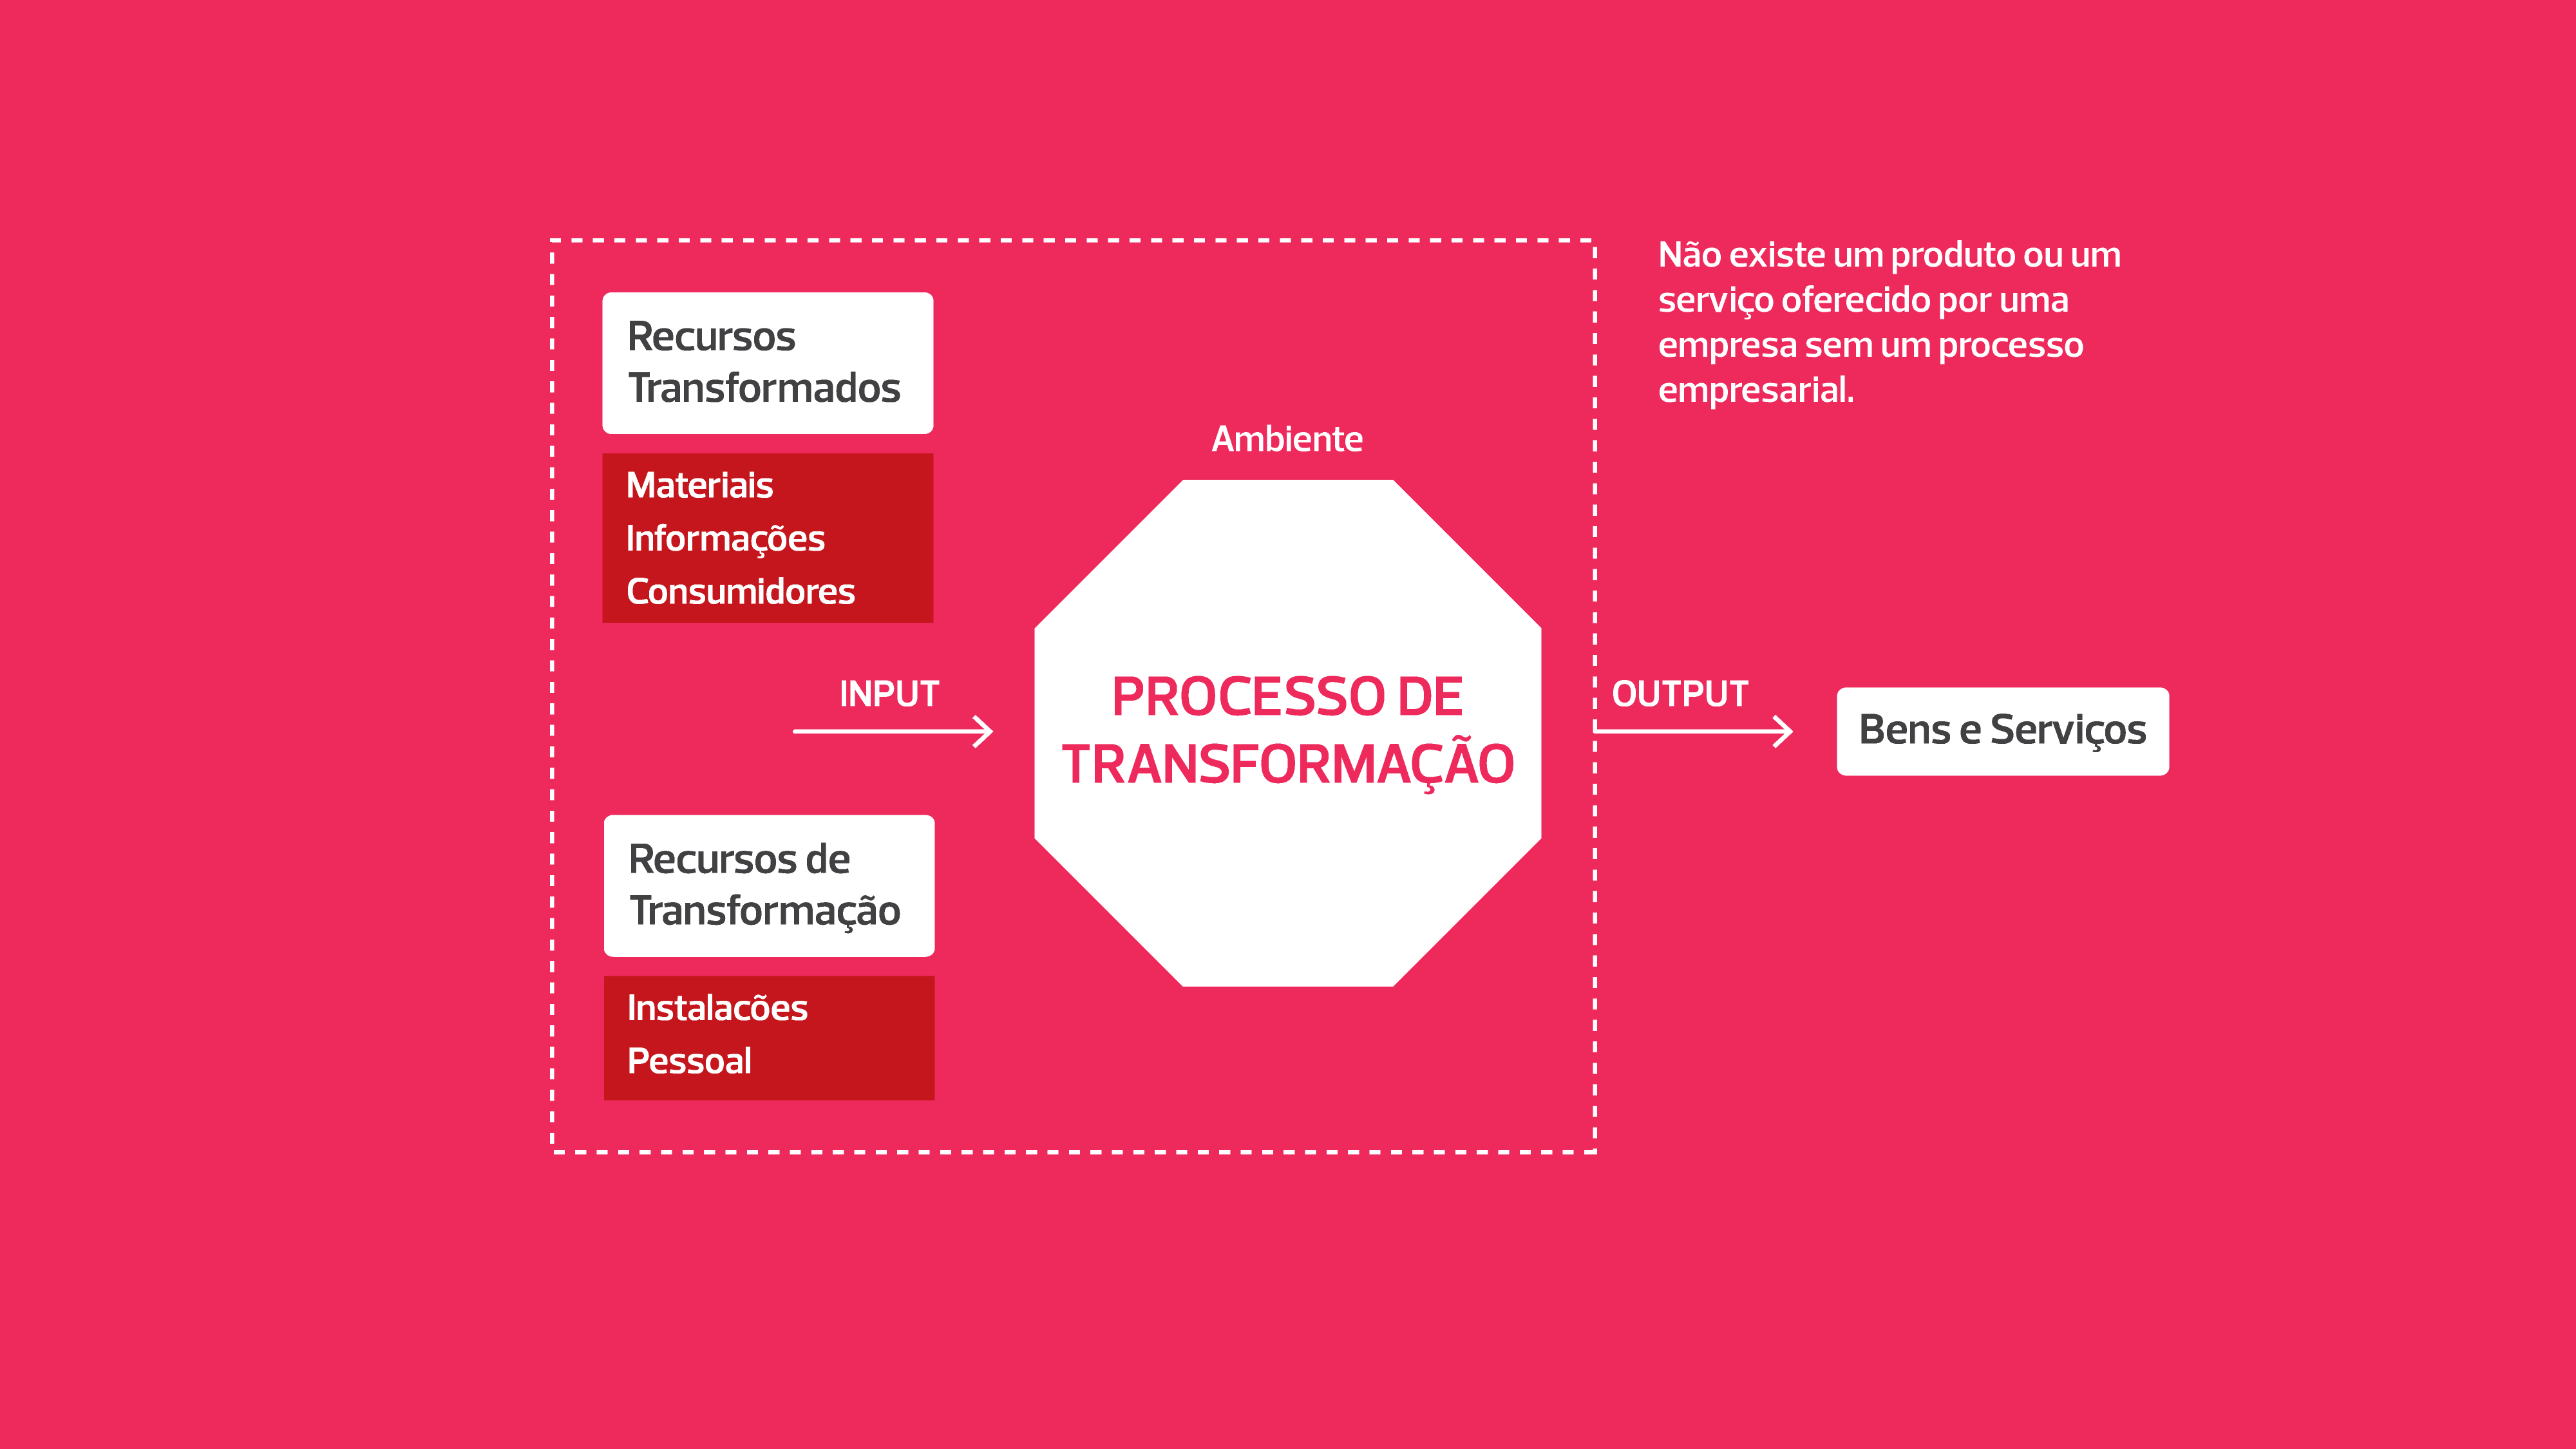 Recursos
Transformados
Materiais
Informações
Consumidores
INPUT
Recursos de
Transformação
Instalacões
Pessoal
Ambiente
PROCESSO DE
TRANSFORMAÇÃO
OUTPUT
Bens e Serviços
Não existe um produto ou um
serviço oferecido por uma
empresa sem um processo
empresarial.